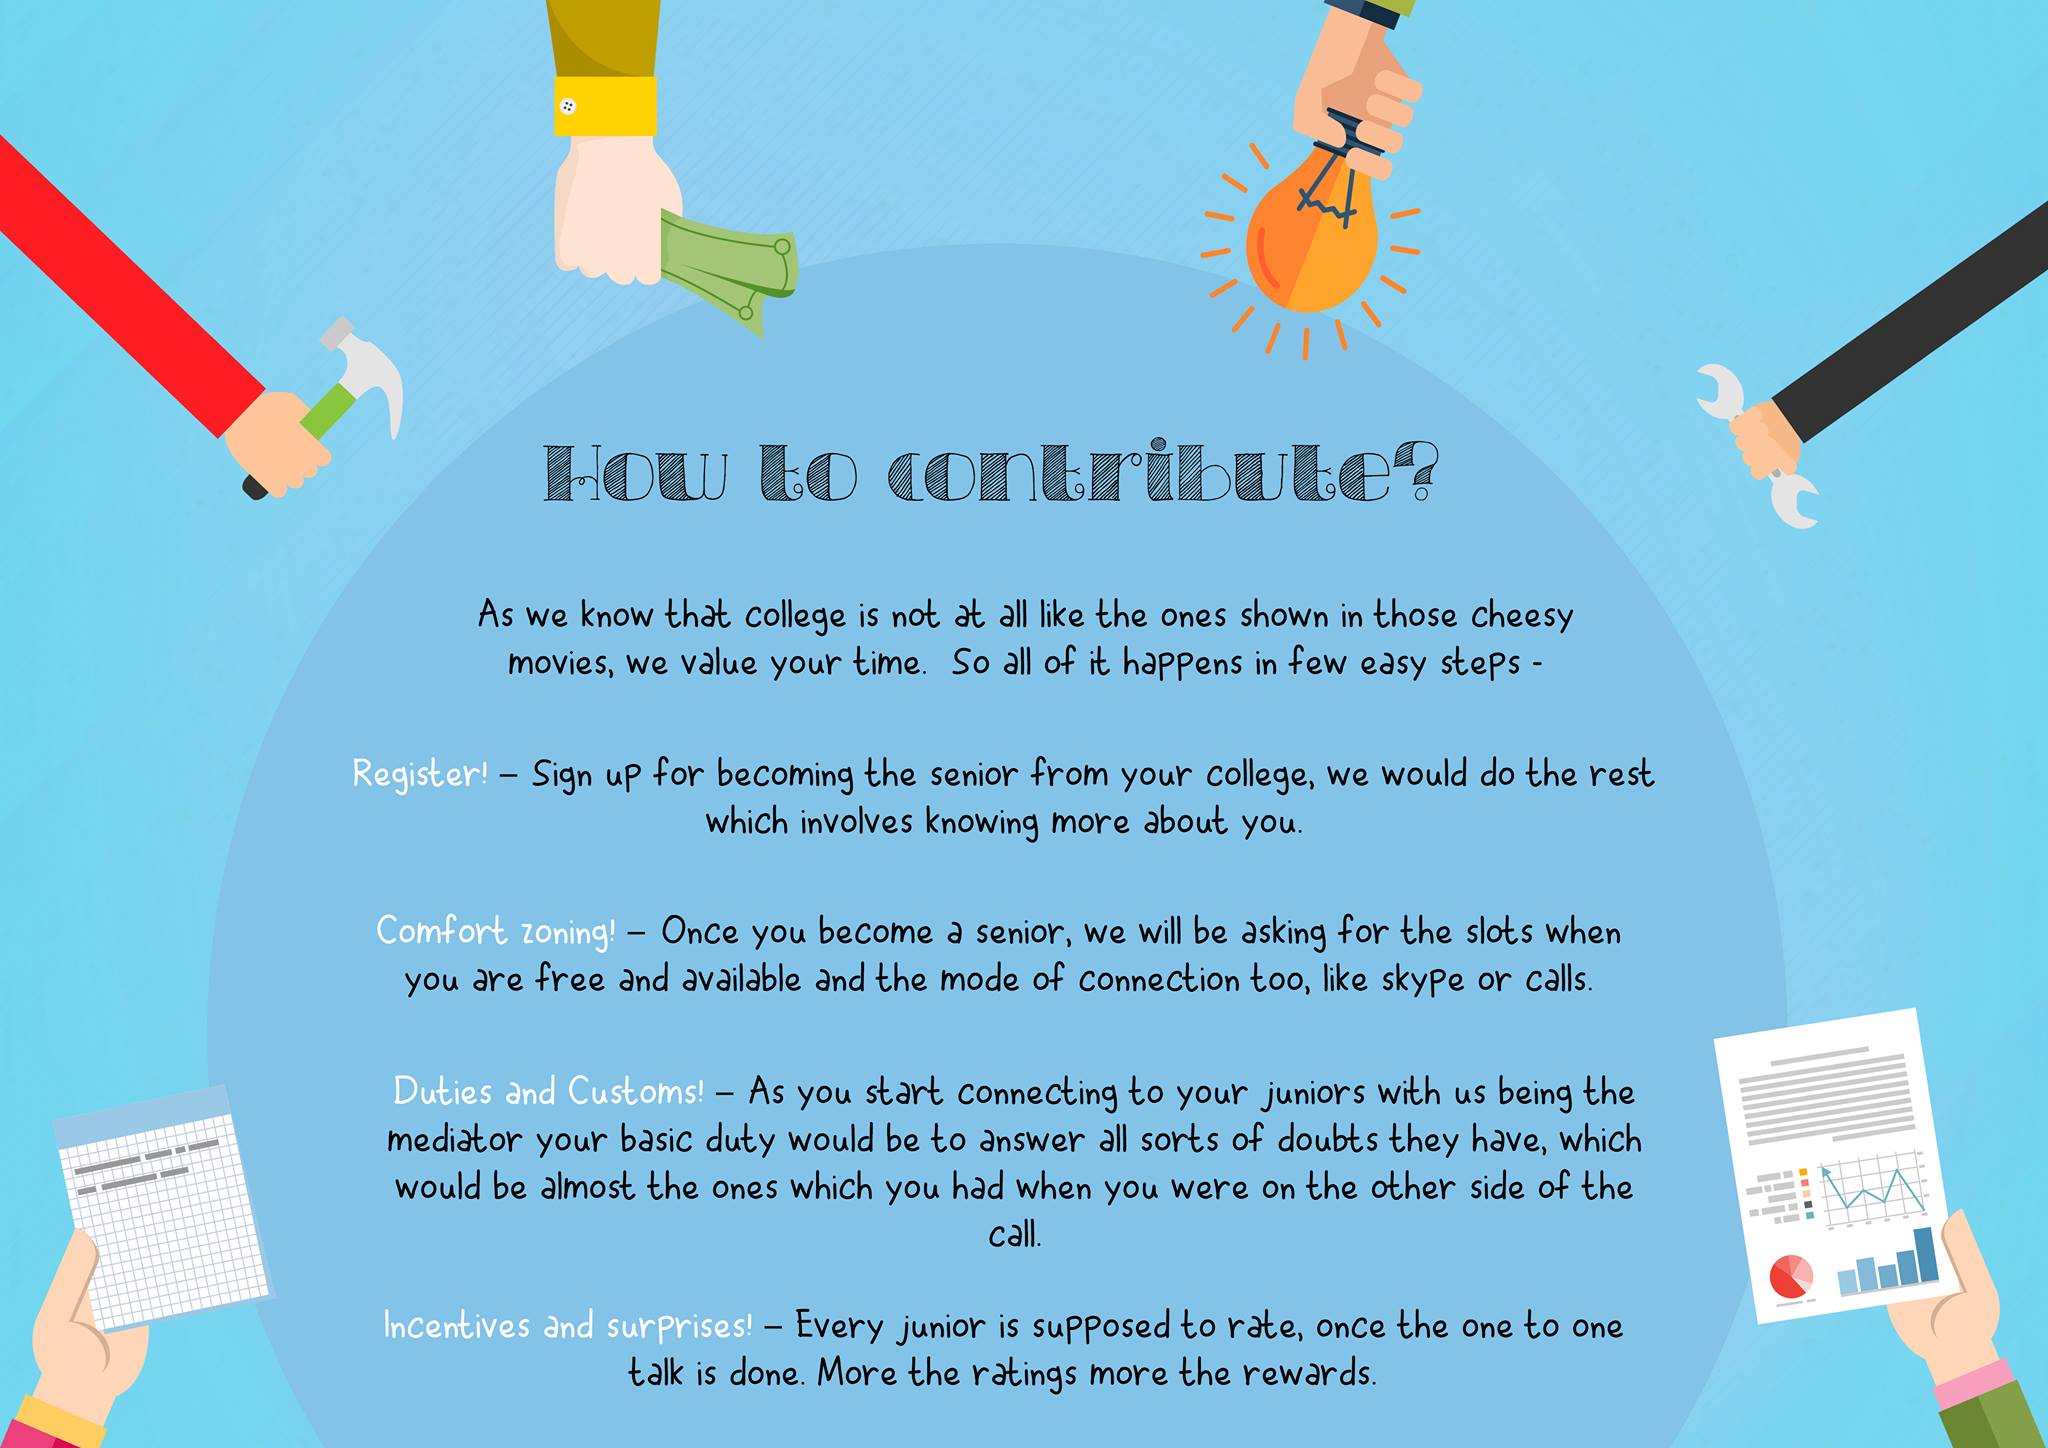 How to contribute?
As we know that college is not at all like the ones shown in those cheesy
movies, we value your time.  So all of it happens in few easy steps -
Register! – Sign up for becoming the senior from your college, we would do the rest
which involves knowing more about you.
Comfort zoning! – Once you become a senior, we will be asking for the slots when
you are free and available and the mode of connection too, like skype or calls.
Duties and Customs! – As you start connecting to your juniors with us being the
mediator your basic duty would be to answer all sorts of doubts they have, which
would be almost the ones which you had when you were on the other side of the
call.
Incentives and surprises! – Every junior is supposed to rate, once the one to one
talk is done. More the ratings more the rewards.